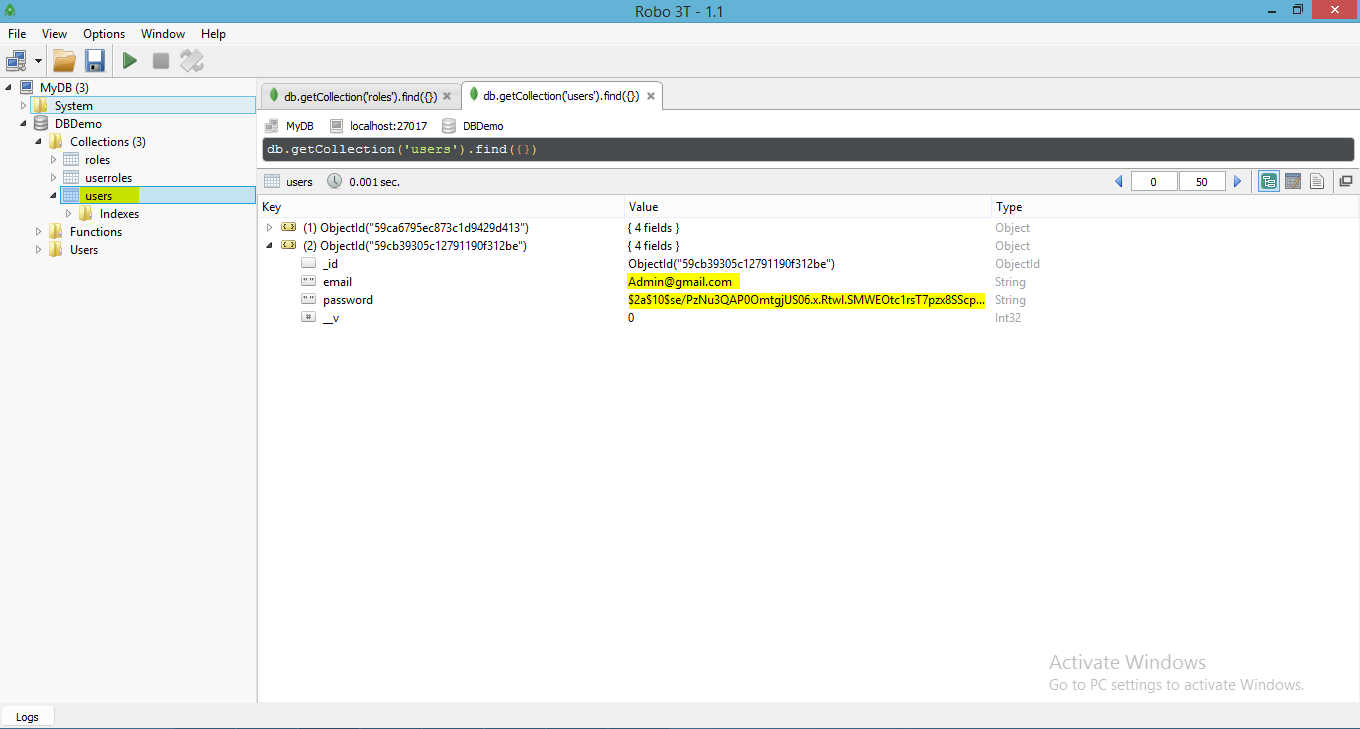 Robo 3T - 1.1
File View Options Window Help
MyDB (3)
System
DBDemo
Collections (3)
roles
userroles
users
Indexes
Functions
Users
db.getCollection('roles').find({}) db.getCollection('users').find({})
MyDB localhost:27017 DBDemo
db.getCollection('users').find({})
users 0.001 sec. 0 50
Key Value Type
(1) ObjectId("59ca6795ec873c1d9429d413") { 4 fields } Object
(2) ObjectId("59cb39305c12791190f312be") { 4 fields } Object
_id ObjectId("59cb39305c12791190f312be") ObjectId
email Admin@gmail.com String
password $2a$10$se/PzNu3QAP0OmtgjUS06.x.Rtwl.SMWEOtc1rsT7pzx8SScp... String
__v 0 Int32
Activate Windows
Go to PC settings to activate Windows.
Logs